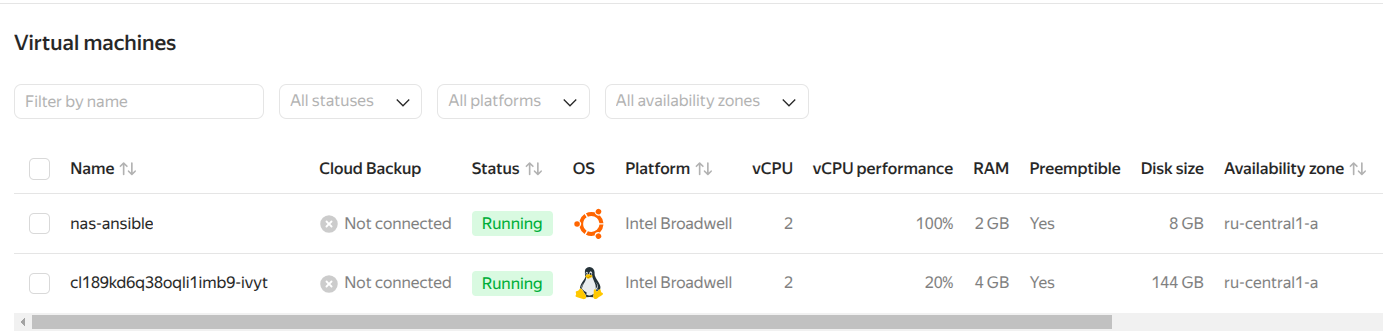 Virtual machines
Filter by name All statuses All platforms All availability zones
Name Cloud Backup Status OS Platform vCPU vCPU performance RAM Preemptible Disk size Availability zone
nas-ansible Not connected Running Intel Broadwell 2 100% 2 GB Yes 8 GB ru-central1-a
cl189kd6q38oqli1imb9-ivyt Not connected Running Intel Broadwell 2 20% 4 GB Yes 144 GB ru-central1-a